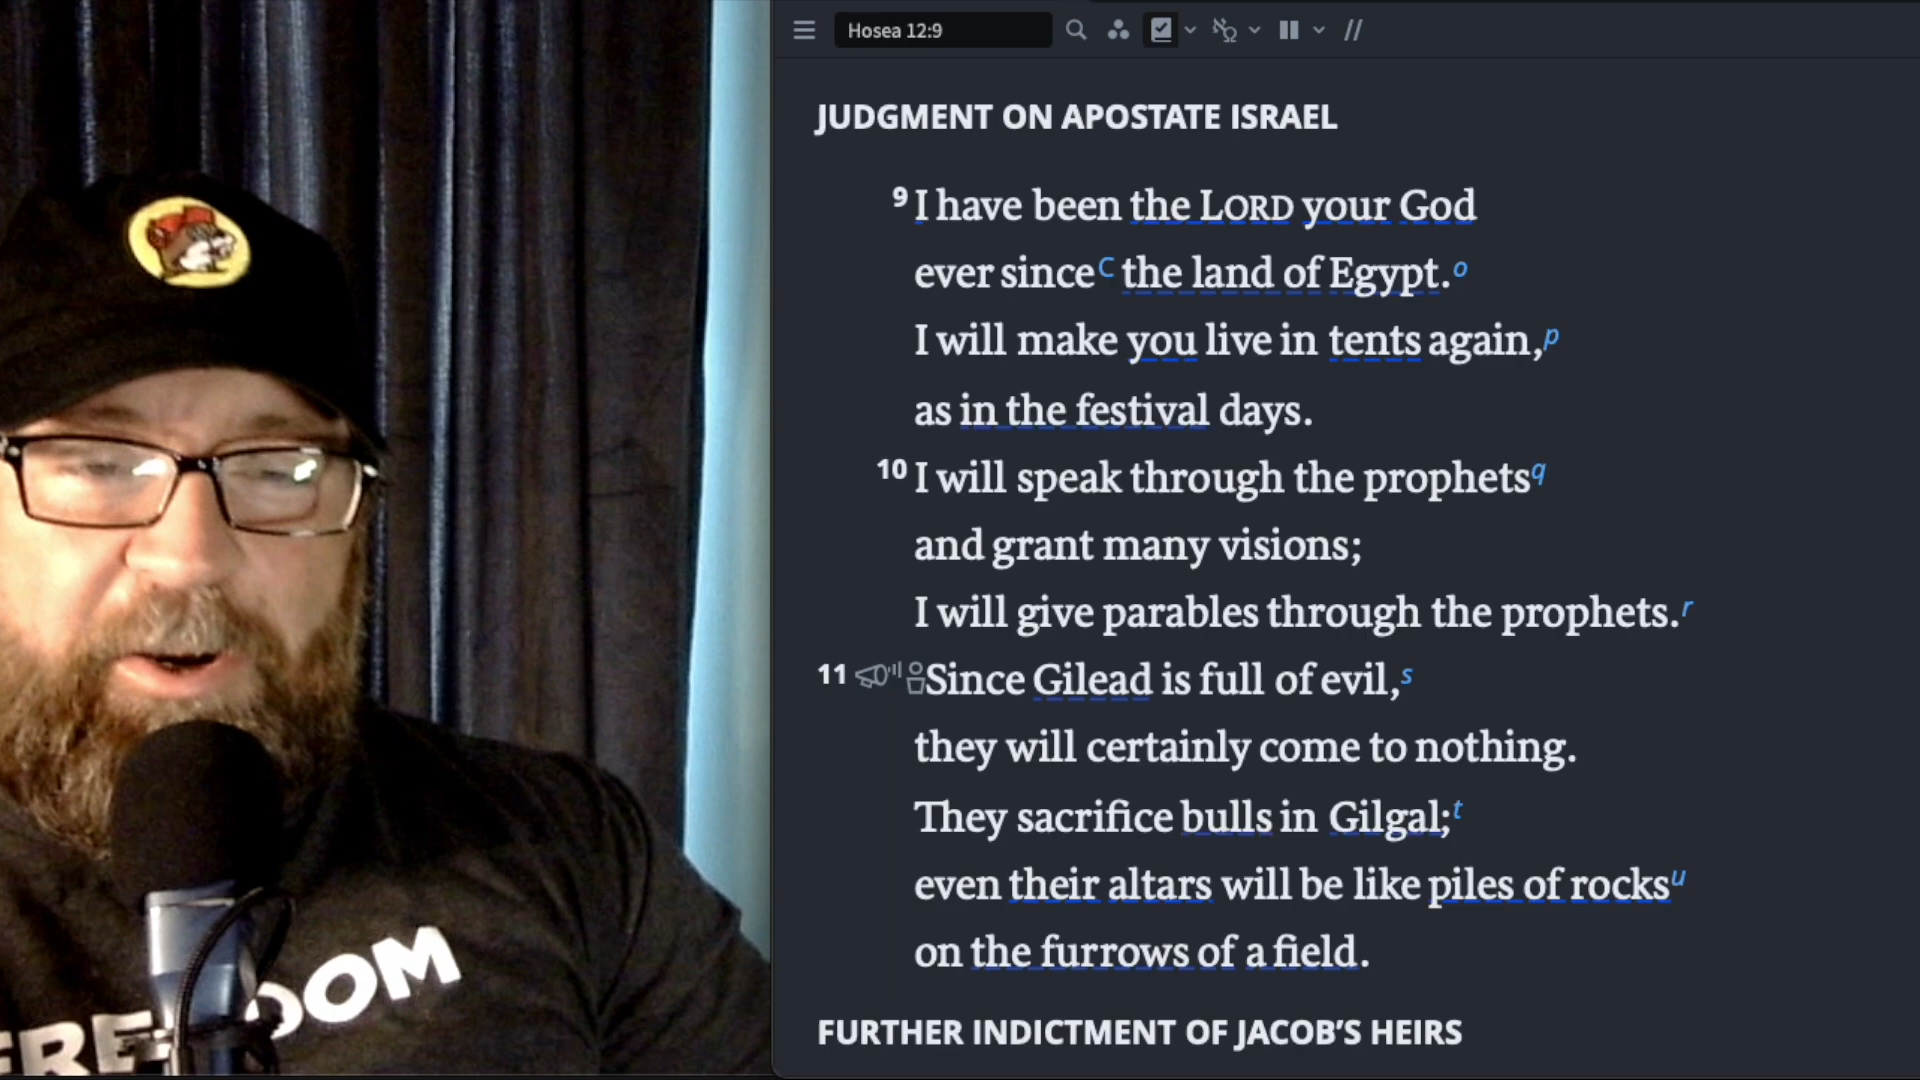 Hosea 12:9
JUDGMENT ON APOSTATE ISRAEL
9 I have been the LORD your God
ever since C the land of Egypt. o
I will make you live in tents again, p
as in the festival days.
10 I will speak through the prophets q
and grant many visions;
I will give parables through the prophets. r
11 Since Gilead is full of evil, s
they will certainly come to nothing.
They sacrifice bulls in Gilgal; t
even their altars will be like piles of rocks u
on the furrows of a field.
FURTHER INDICTMENT OF JACOB’S HEIRS